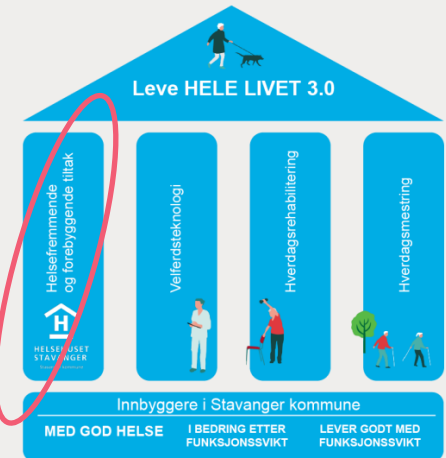 Leve HELE LIVET 3.0
Helsefremmende
og forebyggende tiltak
H
HELSEHUSET
STAVANGER
Velferdsteknologi
Hverdagsrehabilitering
Hverdagsmestring
Innbyggere i Stavanger kommune
MED GOD HELSE
I BEDRING ETTER
FUNKSJONSSVIKT
LEVER GODT MED
FUNKSJONSSVIKT